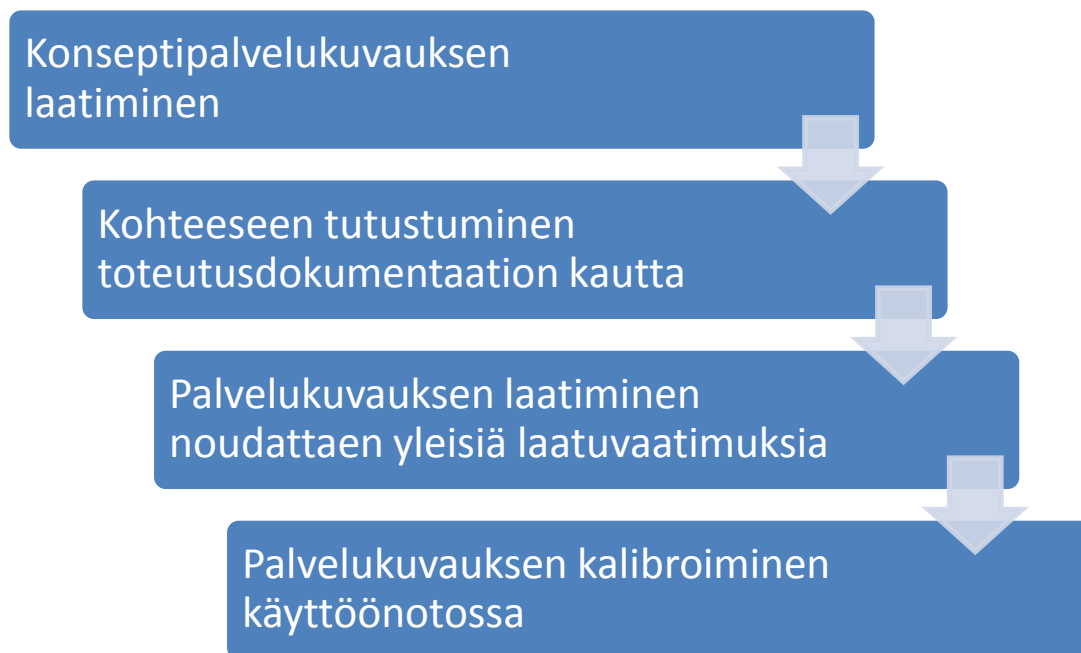 Konseptipalvelukuvauksen
laatiminen
Kohteeseen tutustuminen
toteutusdokumentaation kautta
Palvelukuvauksen laatiminen
noudattaen yleisiä laatuvaatimuksia
Palvelukuvauksen kalibroiminen
käyttöönotossa